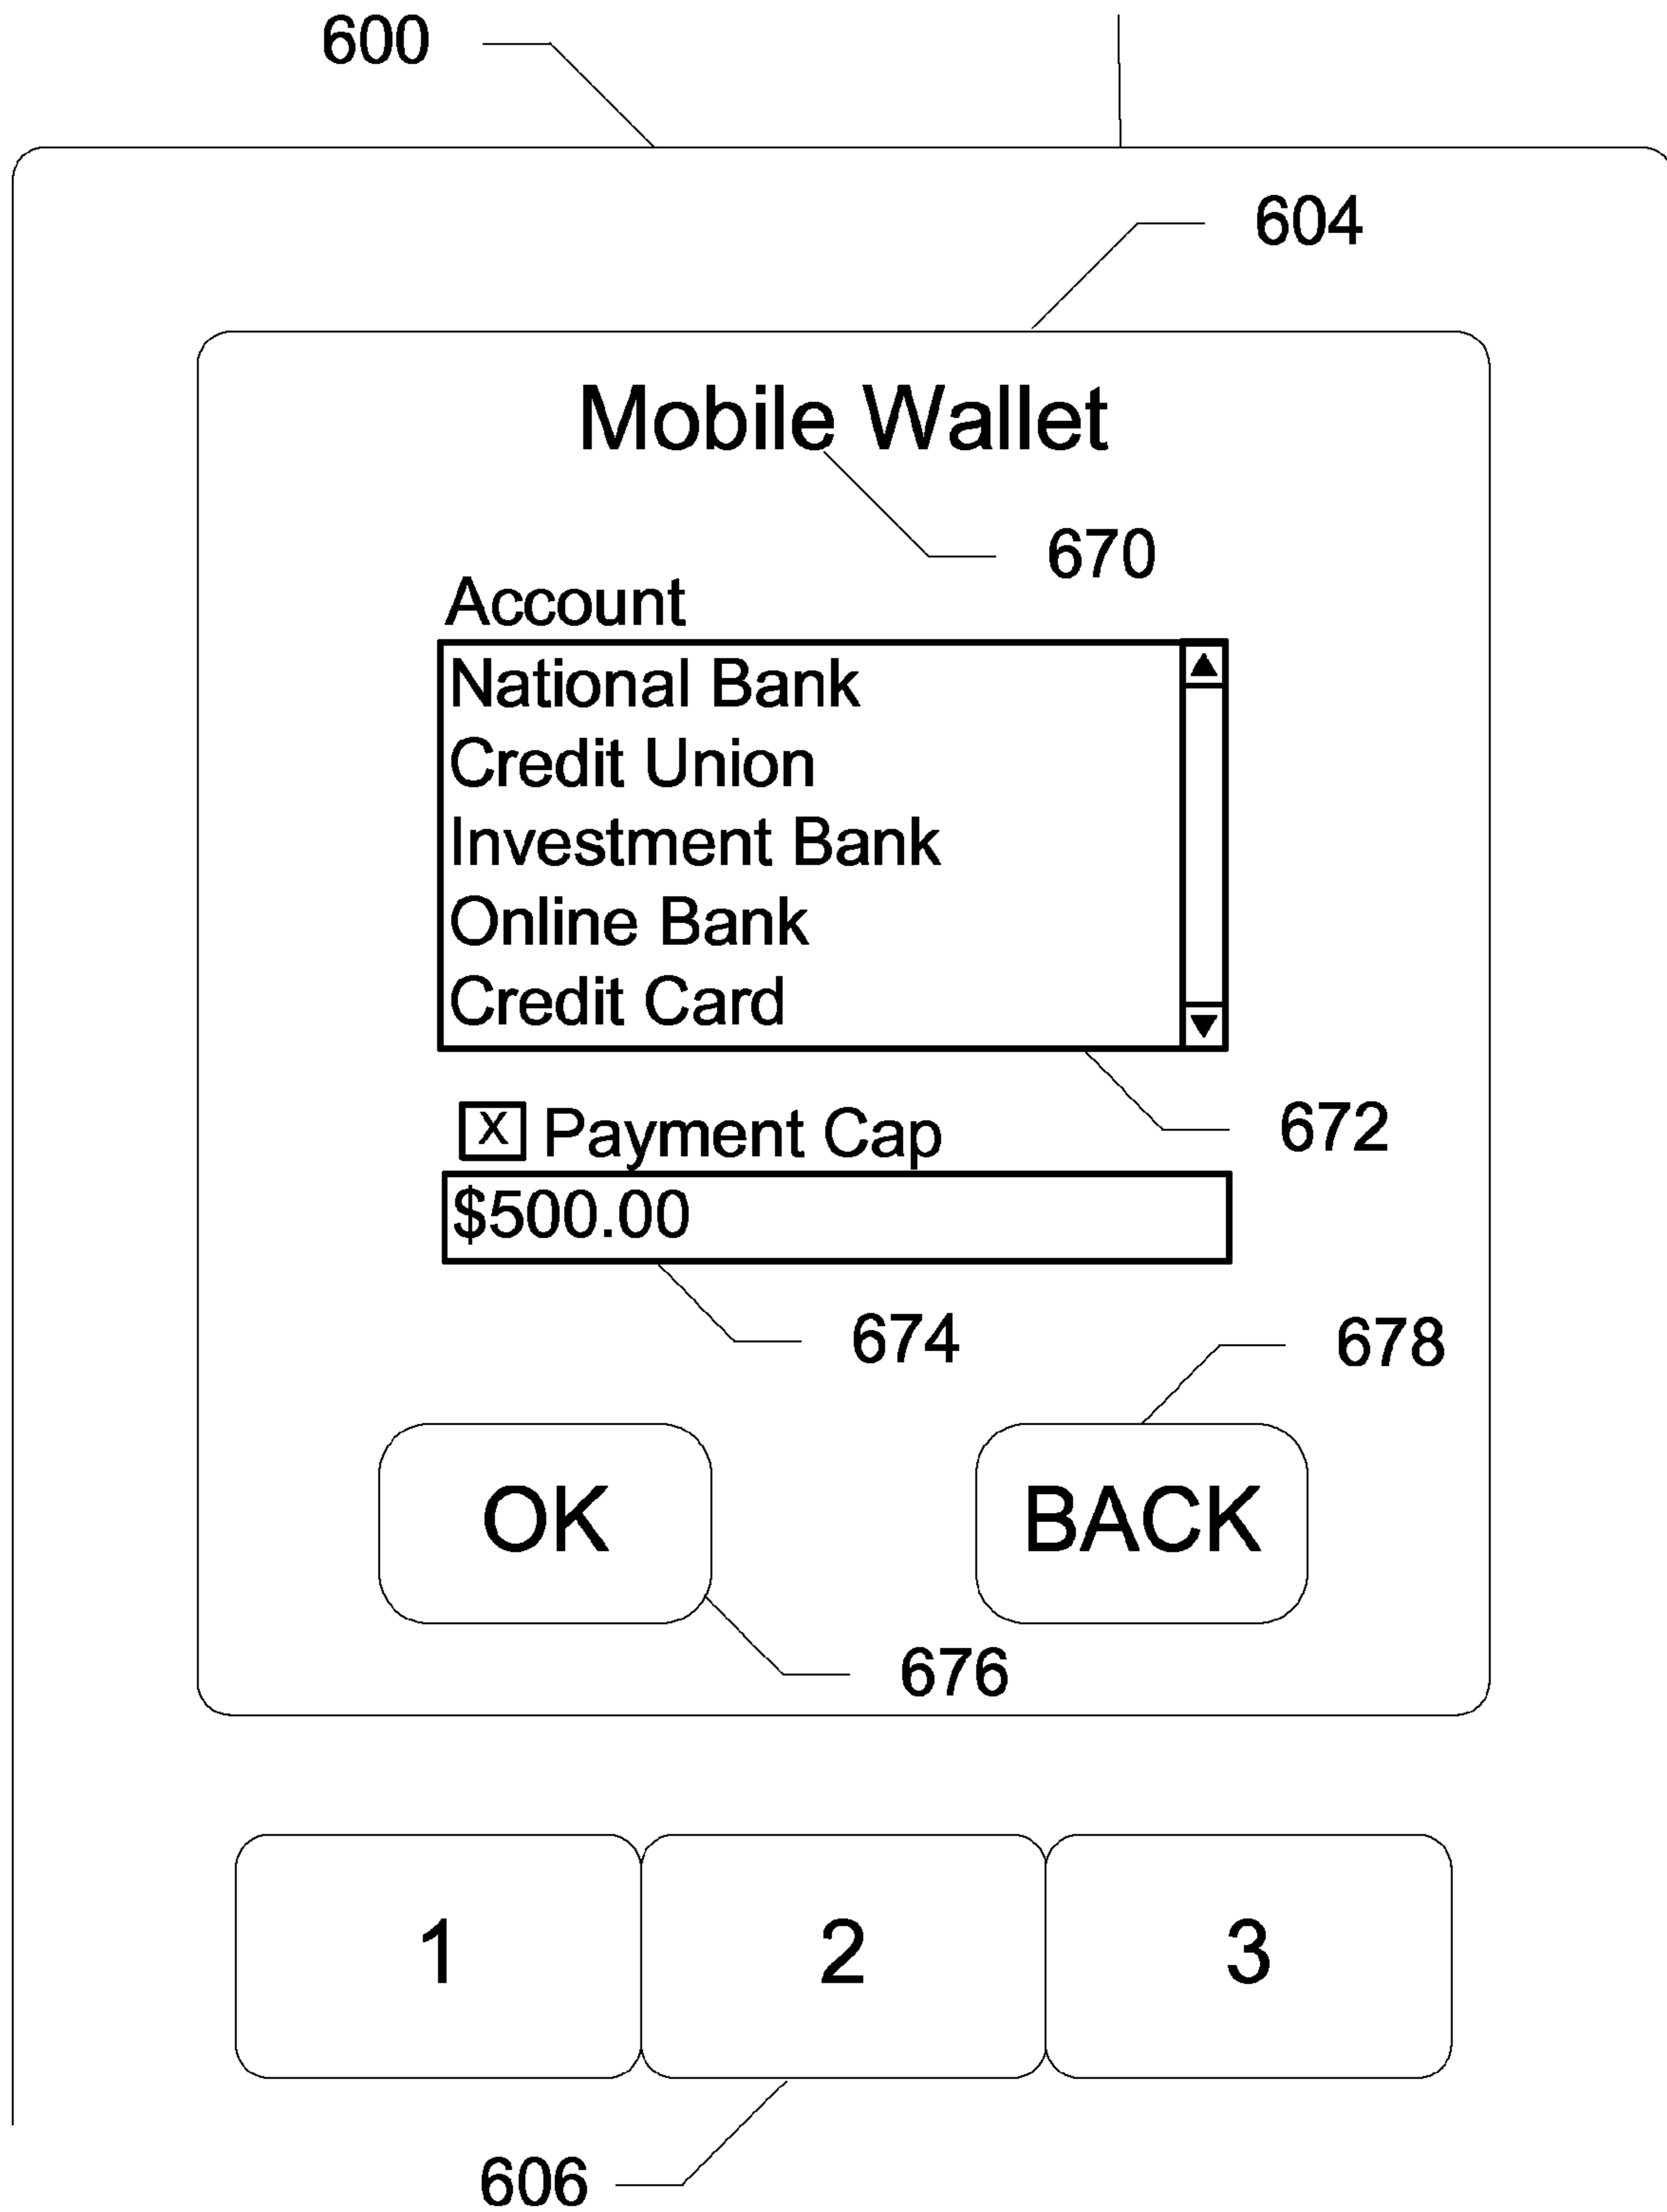 600
604
Mobile Wallet
670
Account
National Bank
Credit Union
Investment Bank
Online Bank
Credit Card
X Payment Cap
672
$500.00
674
678
OK
BACK
676
1 2 3
606